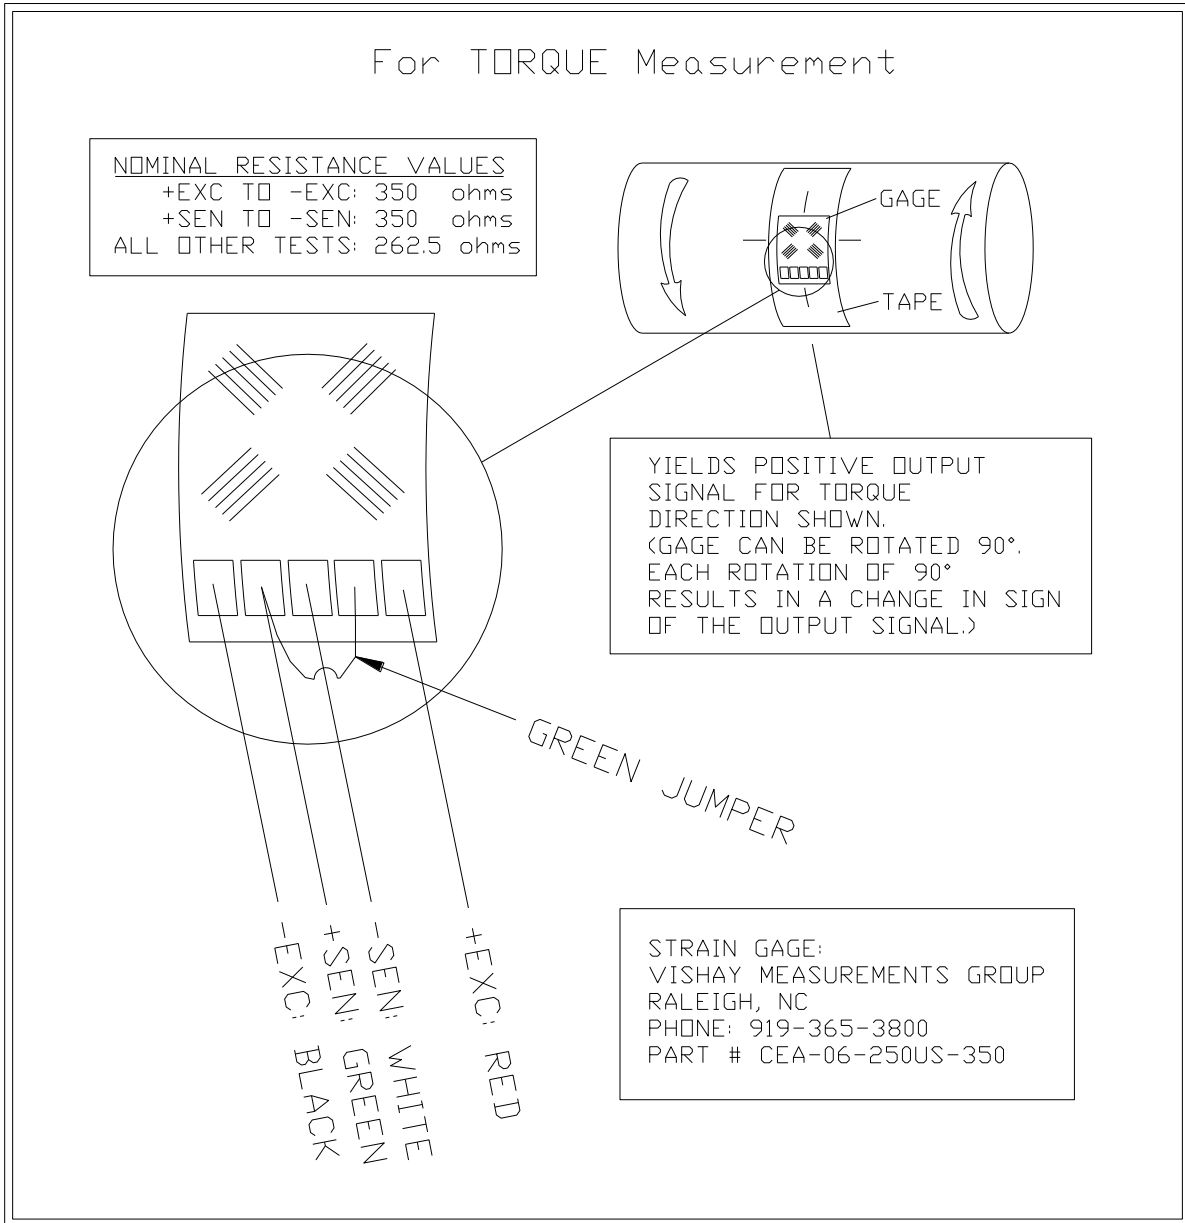 For TORQUE Measurement
NOMINAL RESISTANCE VALUES
+EXC TO -EXC: 350 ohms
+SEN TO -SEN: 350 ohms
ALL OTHER TESTS: 262.5 ohms
GAGE
TAPE
YIELDS POSITIVE OUTPUT
SIGNAL FOR TORQUE
DIRECTION SHOWN.
(GAGE CAN BE ROTATED 90°.
EACH ROTATION OF 90°
RESULTS IN A CHANGE IN SIGN
OF THE OUTPUT SIGNAL.)
GREEN JUMPER
-EXC: BLACK
+SEN: GREEN
-SEN: WHITE
+EXC: RED
STRAIN GAGE:
VISHAY MEASUREMENTS GROUP
RALEIGH, NC
PHONE: 919-365-3800
PART # CEA-06-250US-350